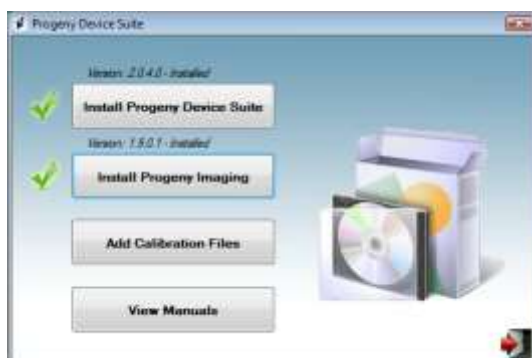 Progeny Device Suite
Version: 2.0.4.0 - Installed
Install Progeny Device Suite
Version: 1.8.0.1 - Installed
Install Progeny Imaging
Add Calibration Files
View Manuals